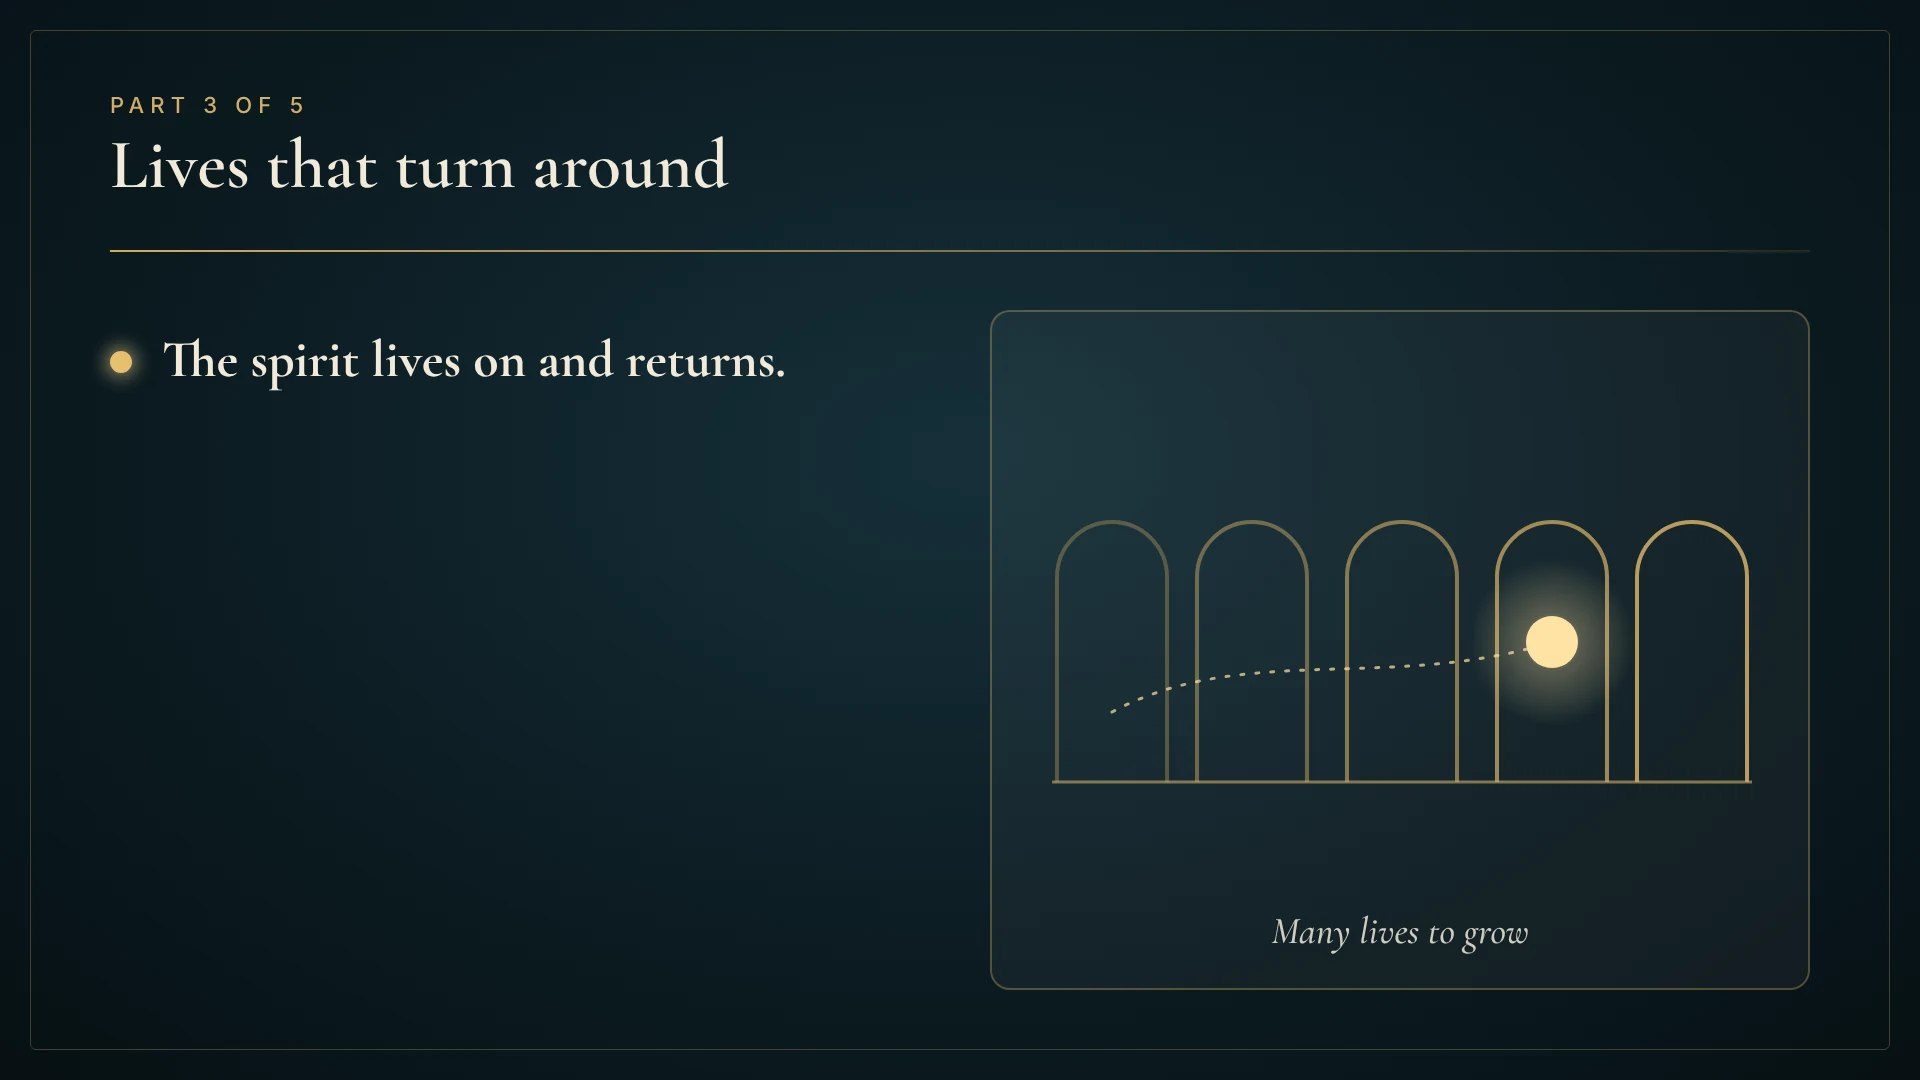 PART 3 OF 5
Lives that turn around
The spirit lives on and returns.
Many lives to grow